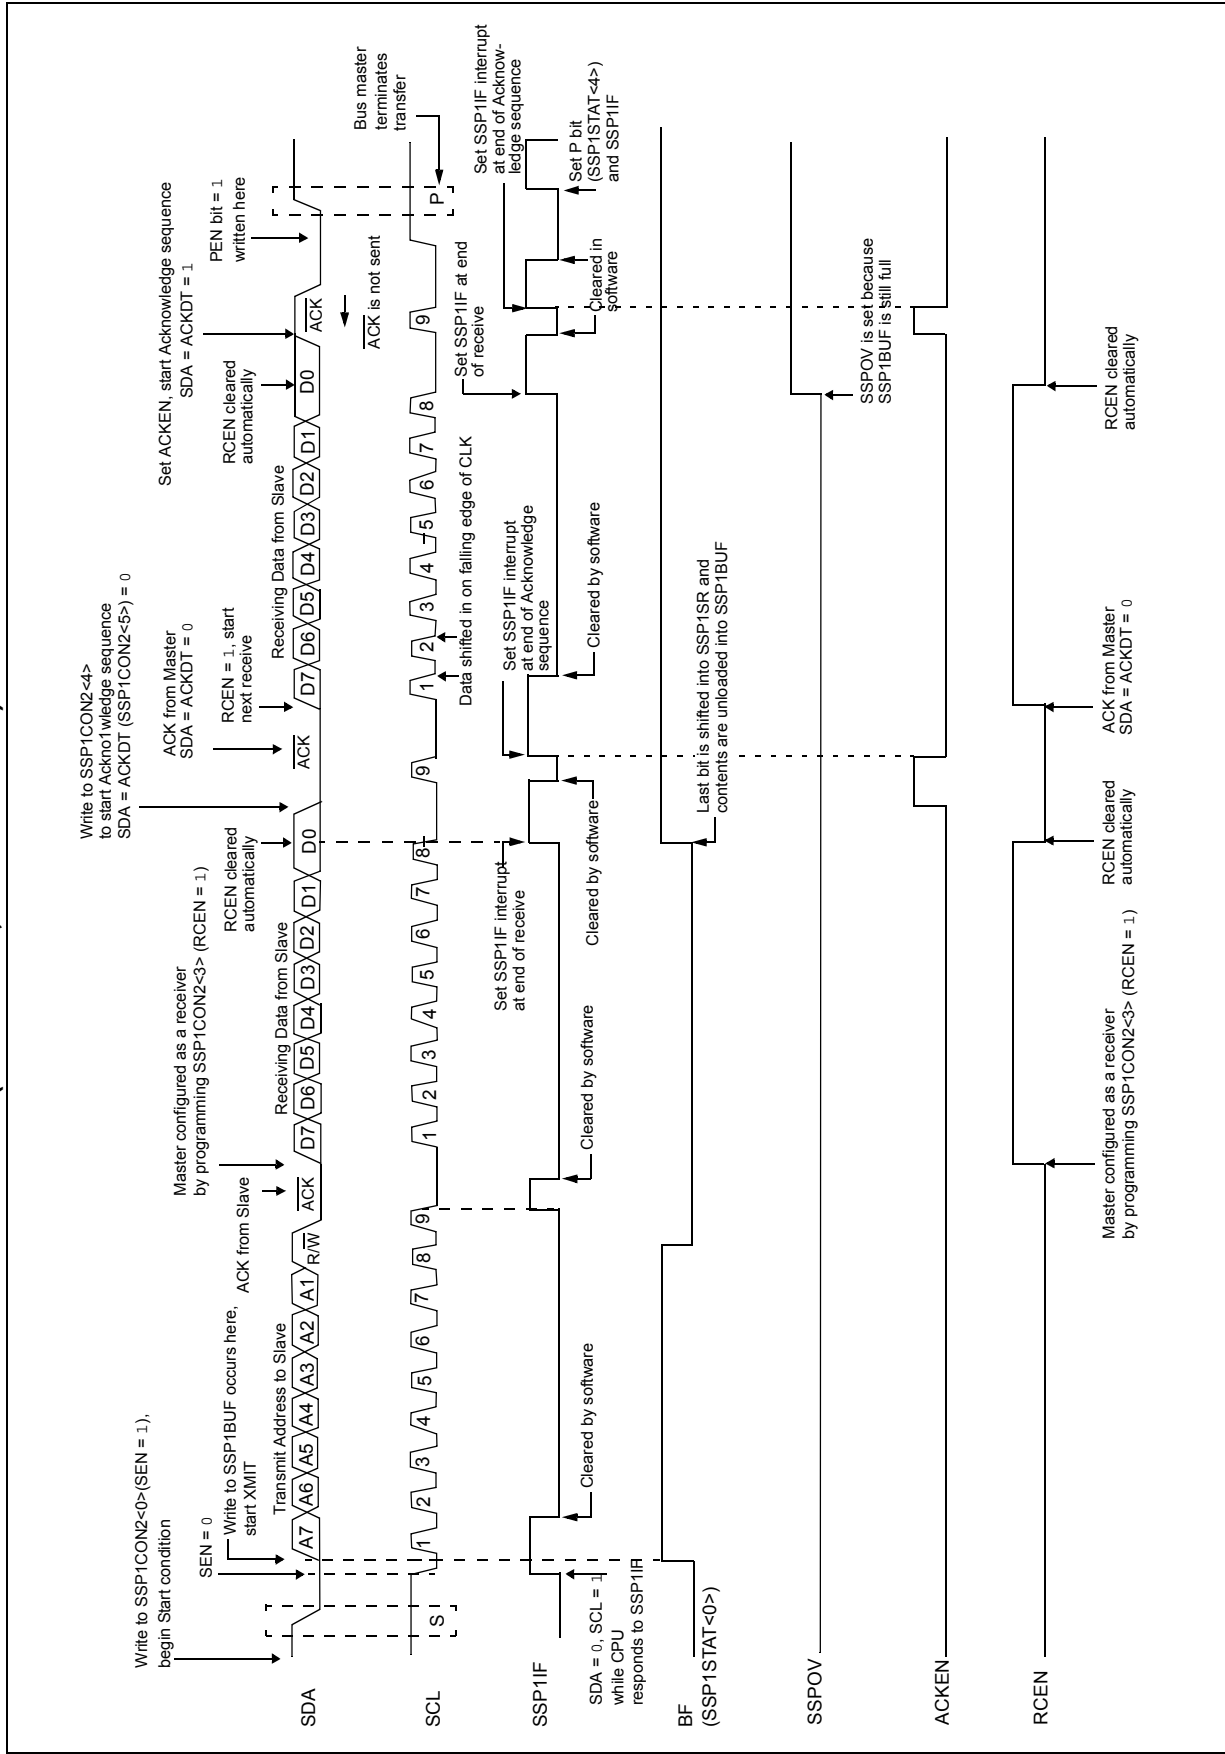 Write to SSP1CON2<0>(SEN = 1),
begin Start condition
SEN = 0
Write to SSP1BUF occurs here,
start XMIT
ACK from Slave
Master configured as a receiver
by programming SSP1CON2<3> (RCEN = 1)
RCEN cleared
automatically
Write to SSP1CON2<4>
to start Ackno1wledge sequence
SDA = ACKDT (SSP1CON2<5>) = 0
ACK from Master
SDA = ACKDT = 0
RCEN = 1, start
next receive
RCEN cleared
automatically
Set ACKEN, start Acknowledge sequence
SDA = ACKDT = 1
PEN bit = 1
written here
Transmit Address to Slave
Receiving Data from Slave
Receiving Data from Slave
SDA
A7 A6 A5 A4 A3 A2 A1 R/W ACK D7 D6 D5 D4 D3 D2 D1 D0 ACK D7 D6 D5 D4 D3 D2 D1 D0 ACK
ACK is not sent
Bus master
terminates
transfer
SCL
S 1 2 3 4 5 6 7 8 9 1 2 3 4 5 6 7 8 9 1 2 3 4 5 6 7 8 9 P
Data shifted in on falling edge of CLK
Set SSP1IF interrupt
at end of receive
Set SSP1IF interrupt
at end of Acknowledge
sequence
Set SSP1IF at end
of receive
Set SSP1IF interrupt
at end of Acknow-
ledge sequence
SSP1IF
SDA = 0, SCL = 1
while CPU
responds to SSP1IF
Cleared by software
Cleared by software
Cleared by software
Cleared by software
Cleared in
software
Set P bit
(SSP1STAT<4>)
and SSP1IF
BF
(SSP1STAT<0>)
Last bit is shifted into SSP1SR and
contents are unloaded into SSP1BUF
SSPOV
SSPOV is set because
SSP1BUF is still full
ACKEN
RCEN
Master configured as a receiver
by programming SSP1CON2<3> (RCEN = 1)
RCEN cleared
automatically
ACK from Master
SDA = ACKDT = 0
RCEN cleared
automatically